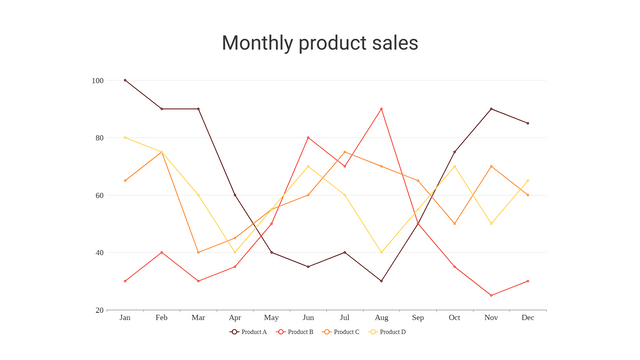 Monthly product sales
100
80
60
40
20
Jan Feb Mar Apr May Jun Jul Aug Sep Oct Nov Dec
Product A Product B Product C Product D